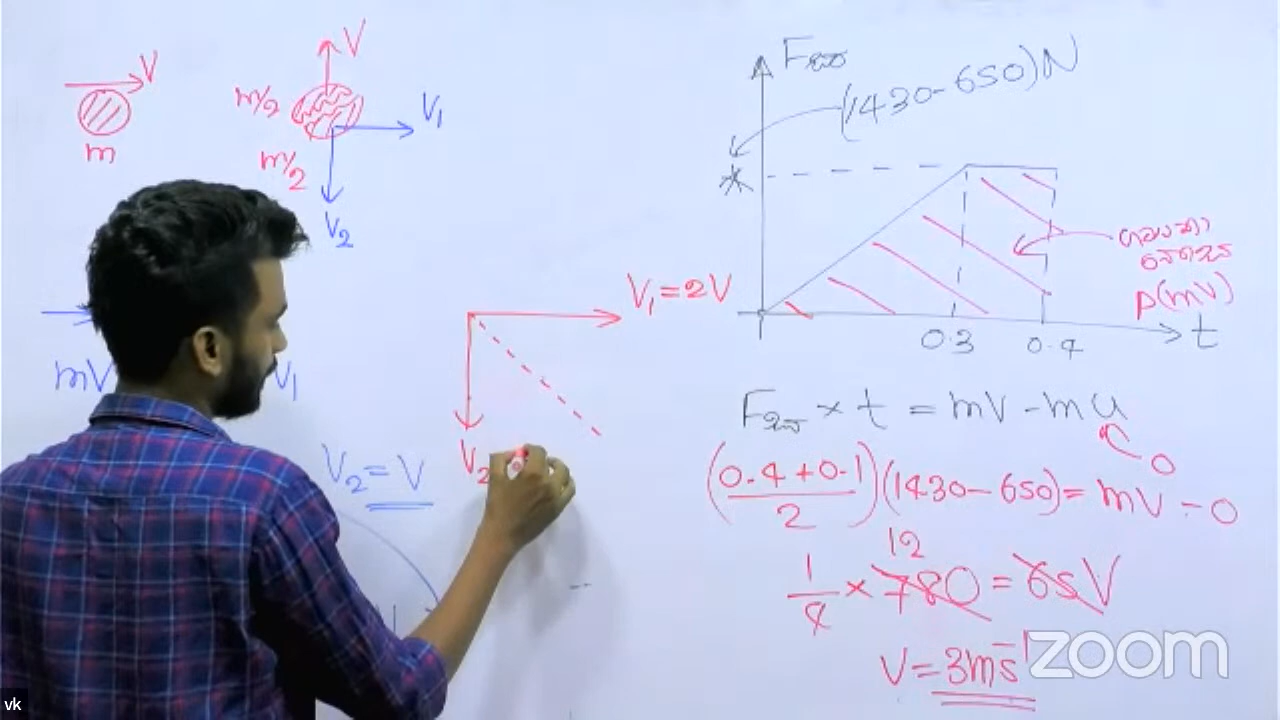 V
m
V
m/2
m/2
V₁
V₂
mV
V₁
V₂ = V
V₁ = 2V
V₂
(1430-650)N
0.3
0.4
t
P(mV)
× t = mV - mu
0
(0.4+0.1/2)(1430-650) = mV - 0
12
1/4 × 780 = 65V
V = 3ms⁻¹
zoom
vk